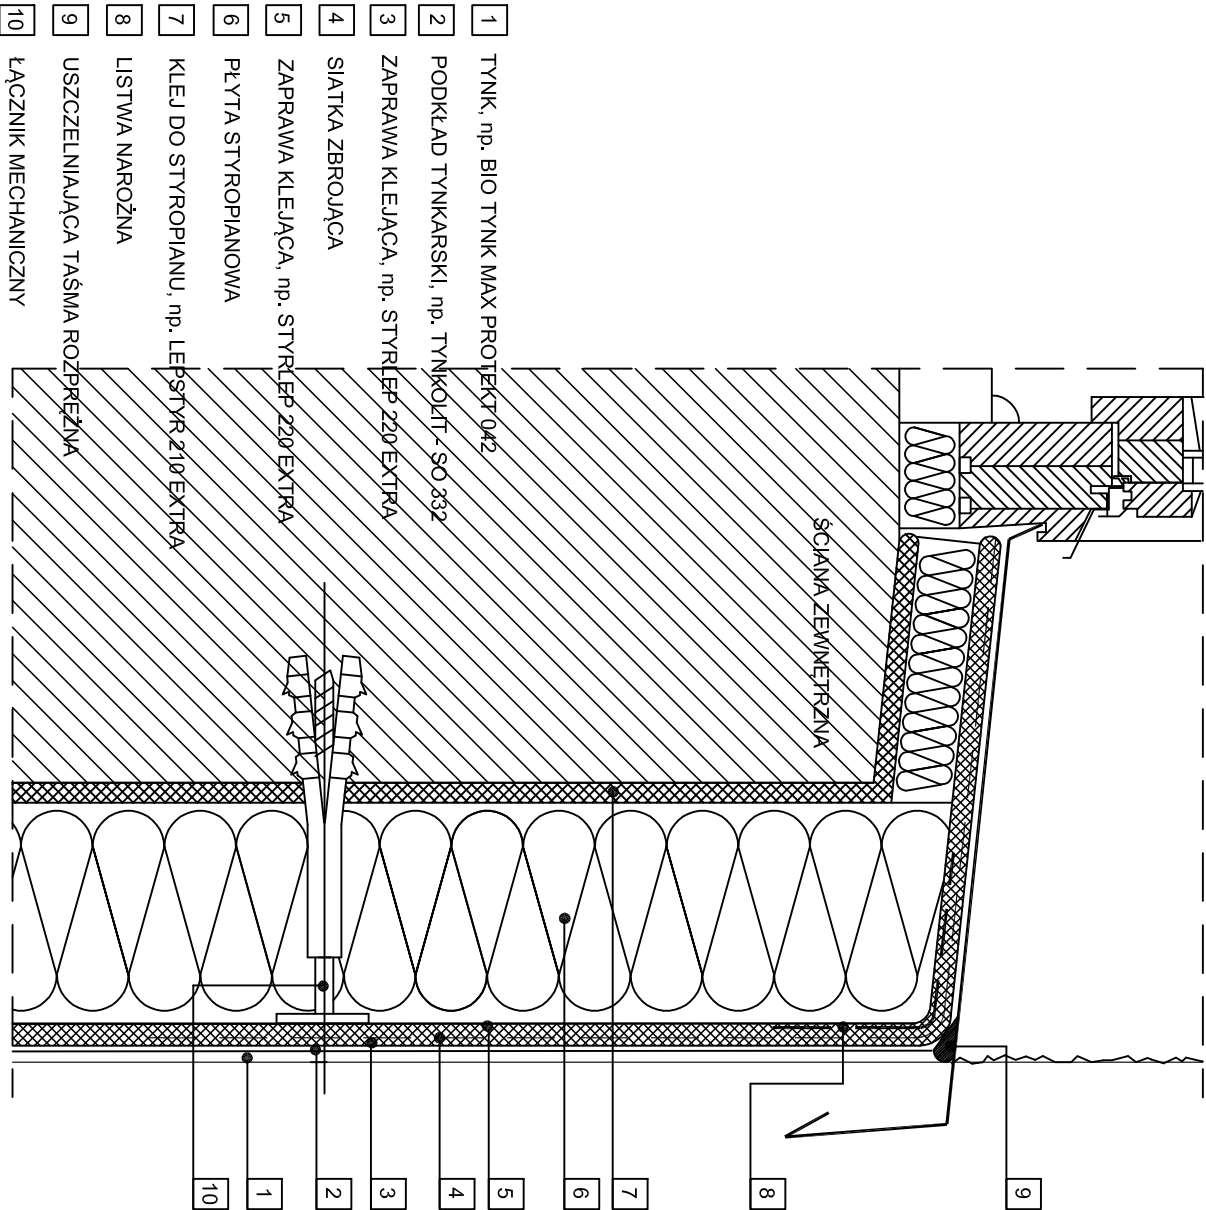 1 TYNK, np. BIO TYNK MAX PROTEKT 042
2 PODKŁAD TYNKARSKI, np. TYNKOLIT - SO 332
3 ZAPRAWA KLEJĄCA, np. STYRLEP 220 EXTRA
4 SIATKA ZBROJĄCA
5 ZAPRAWA KLEJĄCA, np. STYRLEP 220 EXTRA
6 PŁYTA STYROPIANOWA
7 KLEJ DO STYROPIANU, np. LEPSTYR 210 EXTRA
8 LISTWA NAROŻNA
9 USZCZELNIAJĄCA TAŚMA ROZPRĘŻNA
10 ŁĄCZNIK MECHANICZNY
ŚCIANA ZEWNĘTRZNA
9
8
7
6
5
4
3
2
1
10